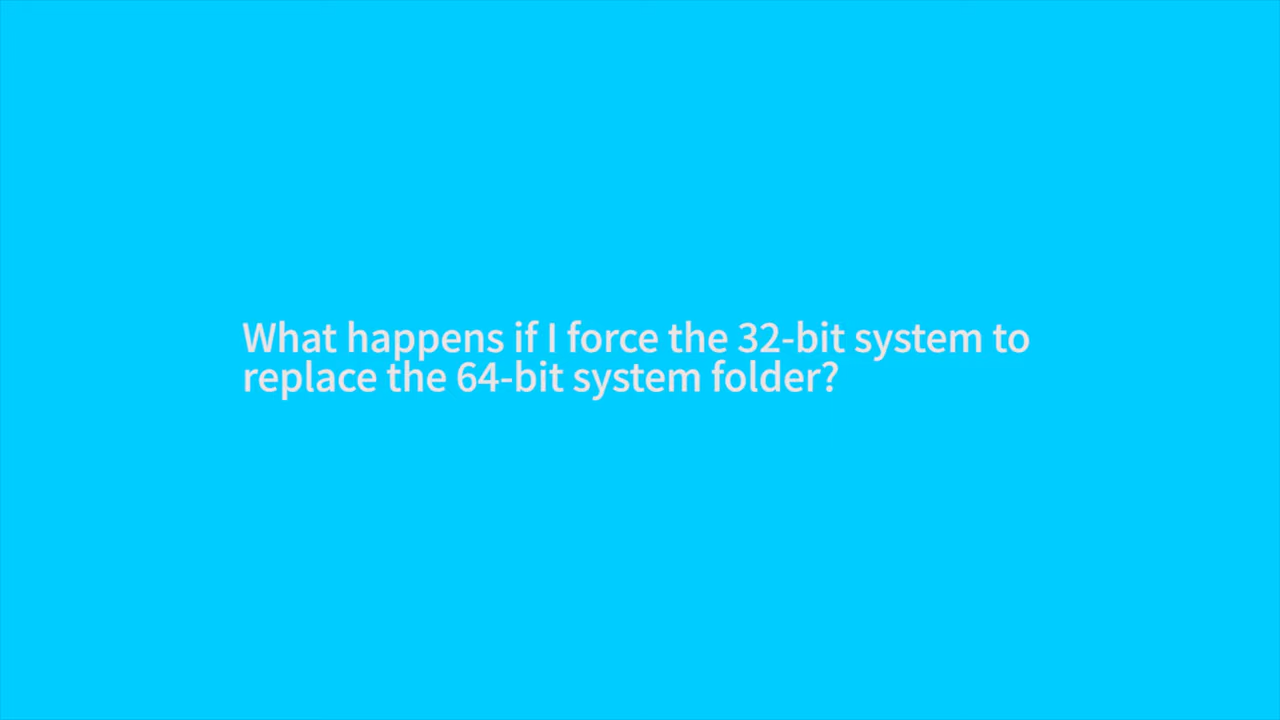 What happens if I force the 32-bit system to
replace the 64-bit system folder?